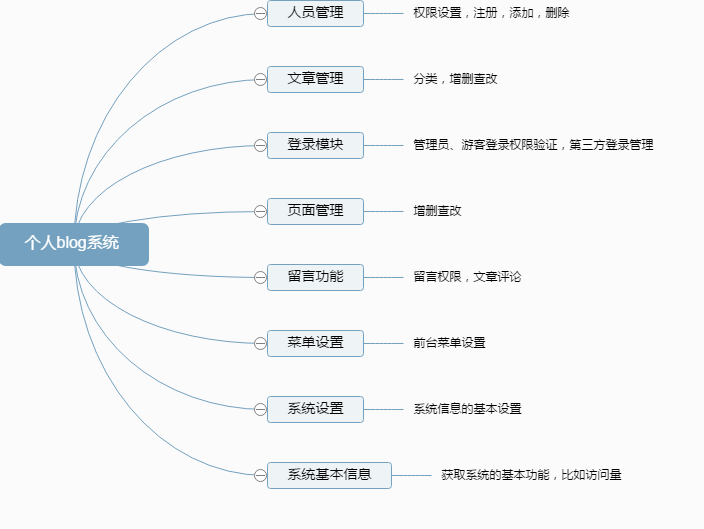 个人blog系统
人员管理
权限设置，注册，添加，删除
文章管理
分类，增删查改
登录模块
管理员、游客登录权限验证，第三方登录管理
页面管理
增删查改
留言功能
留言权限，文章评论
菜单设置
前台菜单设置
系统设置
系统信息的基本设置
系统基本信息
获取系统的基本功能，比如访问量